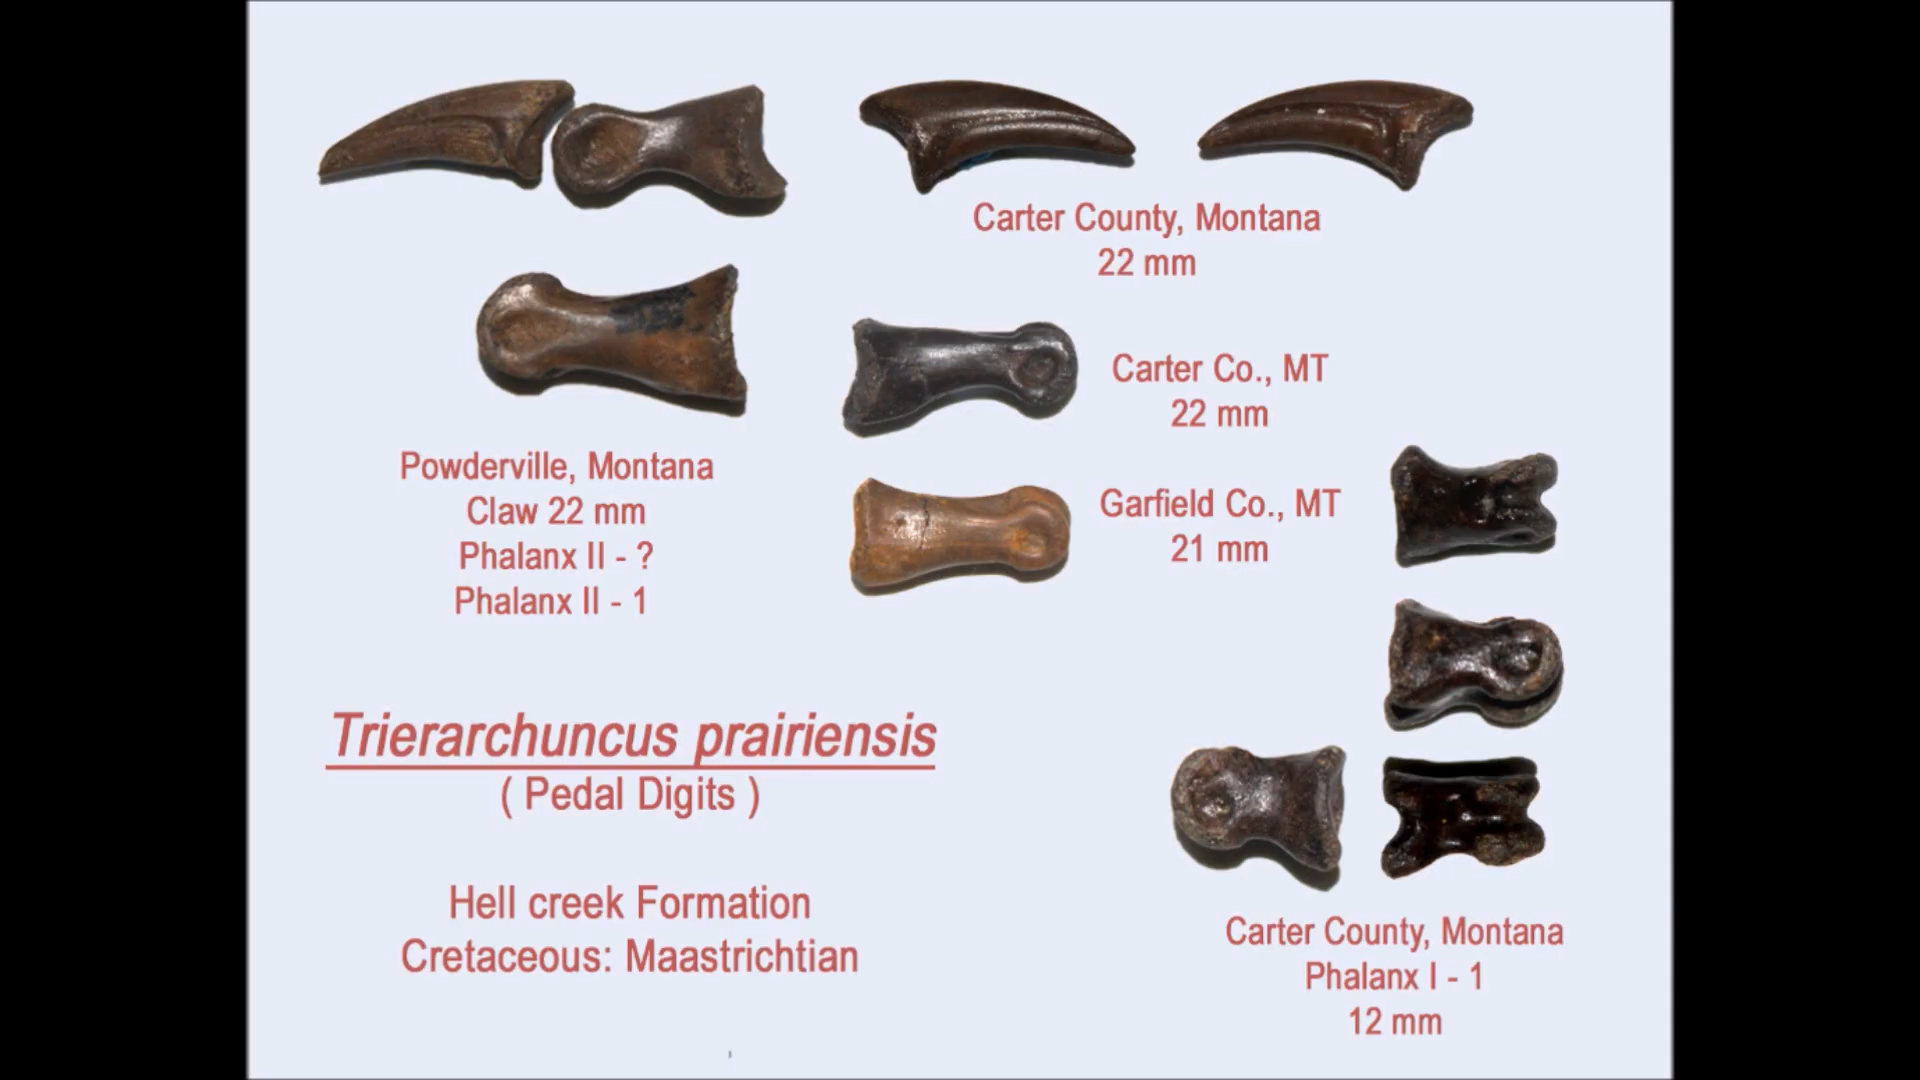 Carter County, Montana
22 mm
Carter Co., MT
22 mm
Powderville, Montana
Claw 22 mm
Phalanx II - ?
Phalanx II - 1
Garfield Co., MT
21 mm
Trierarchuncus prairiensis
( Pedal Digits )
Hell creek Formation
Cretaceous: Maastrichtian
Carter County, Montana
Phalanx I - 1
12 mm